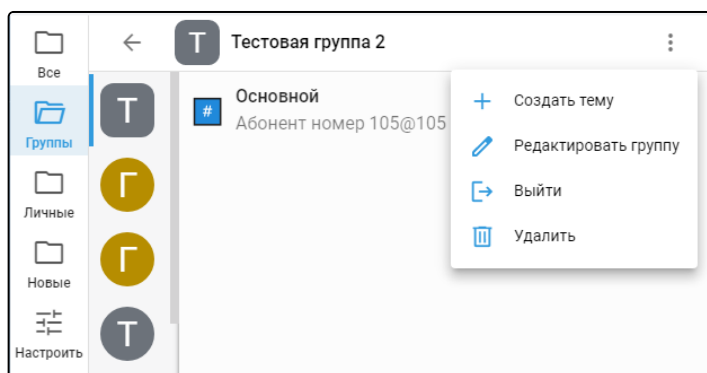 Все
Группы
Личные
Новые
Настроить
Т
Г
Г
Т
Т Тестовая группа 2
# Основной
Абонент номер 105@105
Создать тему
Редактировать группу
Выйти
Удалить